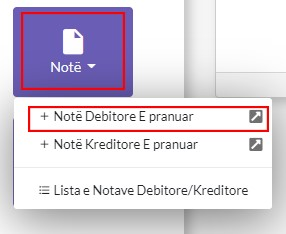 Notë
+ Notë Debitore E pranuar
+ Notë Kreditore E pranuar
Lista e Notave Debitore/Kreditore